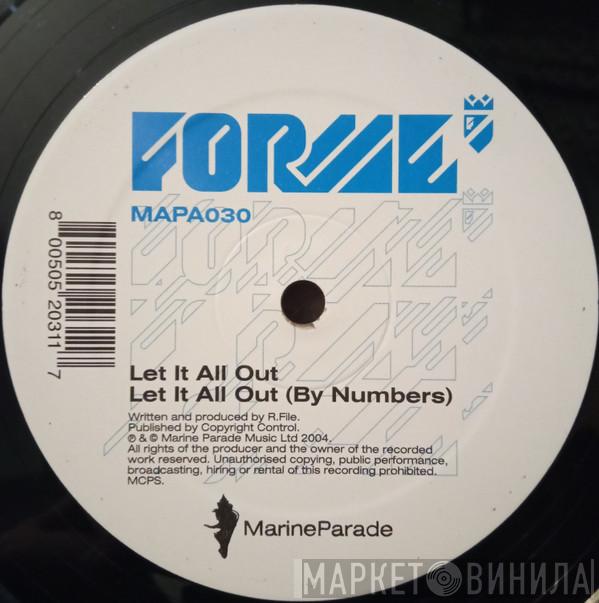 FORME
MAPA030
8 00505 20311 7
Let It All Out
Let It All Out (By Numbers)
Written and produced by R.File.
Published by Copyright Control.
℗ & © Marine Parade Music Ltd 2004.
All rights of the producer and the owner of the recorded
work reserved. Unauthorised copying, public performance,
broadcasting, hiring or rental of this recording prohibited.
MCPS.
MarineParade
МАРКЕТ ВИНИЛА